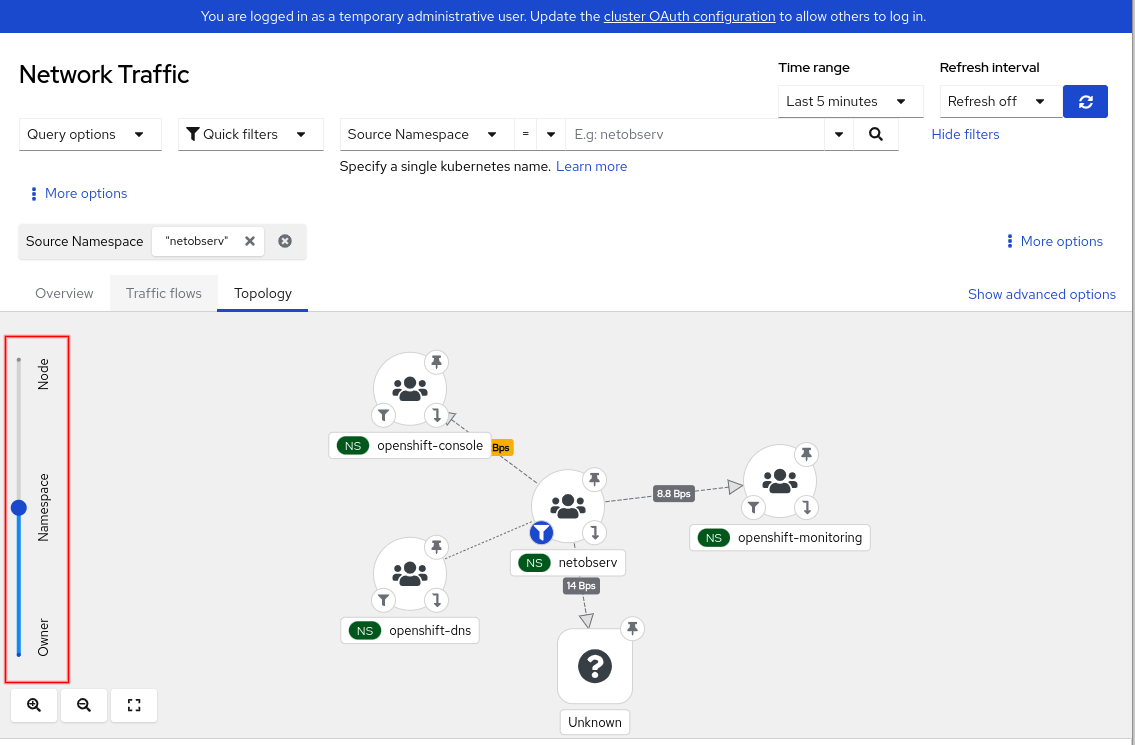 You are logged in as a temporary administrative user. Update the cluster OAuth configuration to allow others to log in.
Network Traffic
Time range
Refresh interval
Last 5 minutes
Refresh off
Query options
Quick filters
Source Namespace
=
E.g: netobserv
Hide filters
Specify a single kubernetes name. Learn more
More options
Source Namespace
"netobserv"
More options
Overview
Traffic flows
Topology
Show advanced options
Node
Namespace
Owner
NS openshift-console
Bps
8.8 Bps
NS openshift-monitoring
NS netobserv
14 Bps
NS openshift-dns
?
Unknown